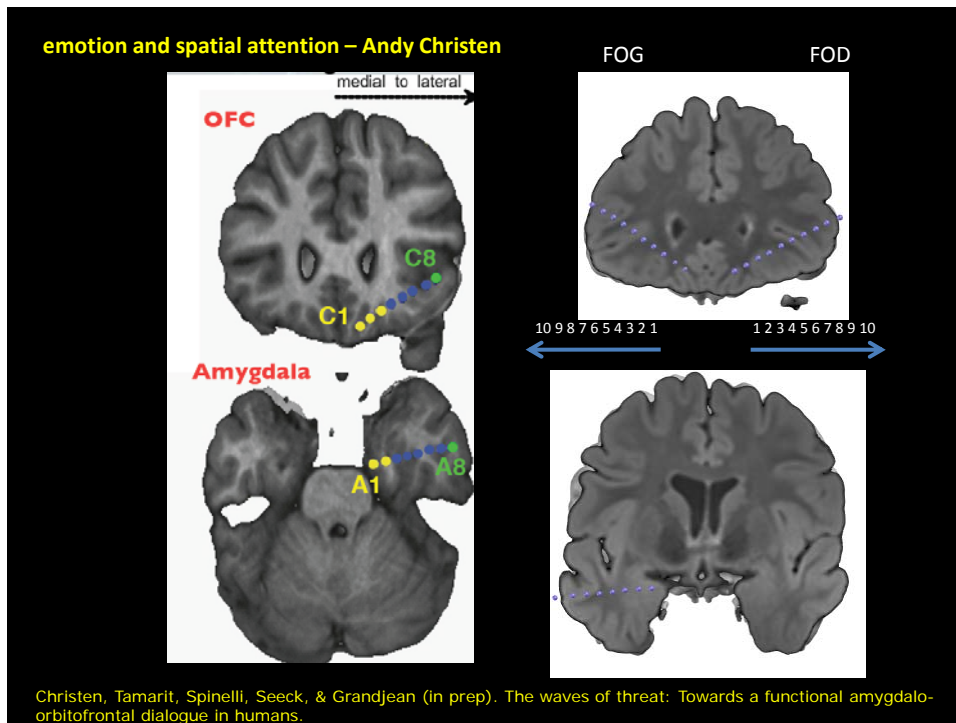 emotion and spatial attention – Andy Christen
medial to lateral
OFC
C8
C1
Amygdala
A1
A8
FOG
FOD
10 9 8 7 6 5 4 3 2 1
1 2 3 4 5 6 7 8 9 10
Christen, Tamarit, Spinelli, Seeck, & Grandjean (in prep). The waves of threat: Towards a functional amygdalo-
orbitofrontal dialogue in humans.